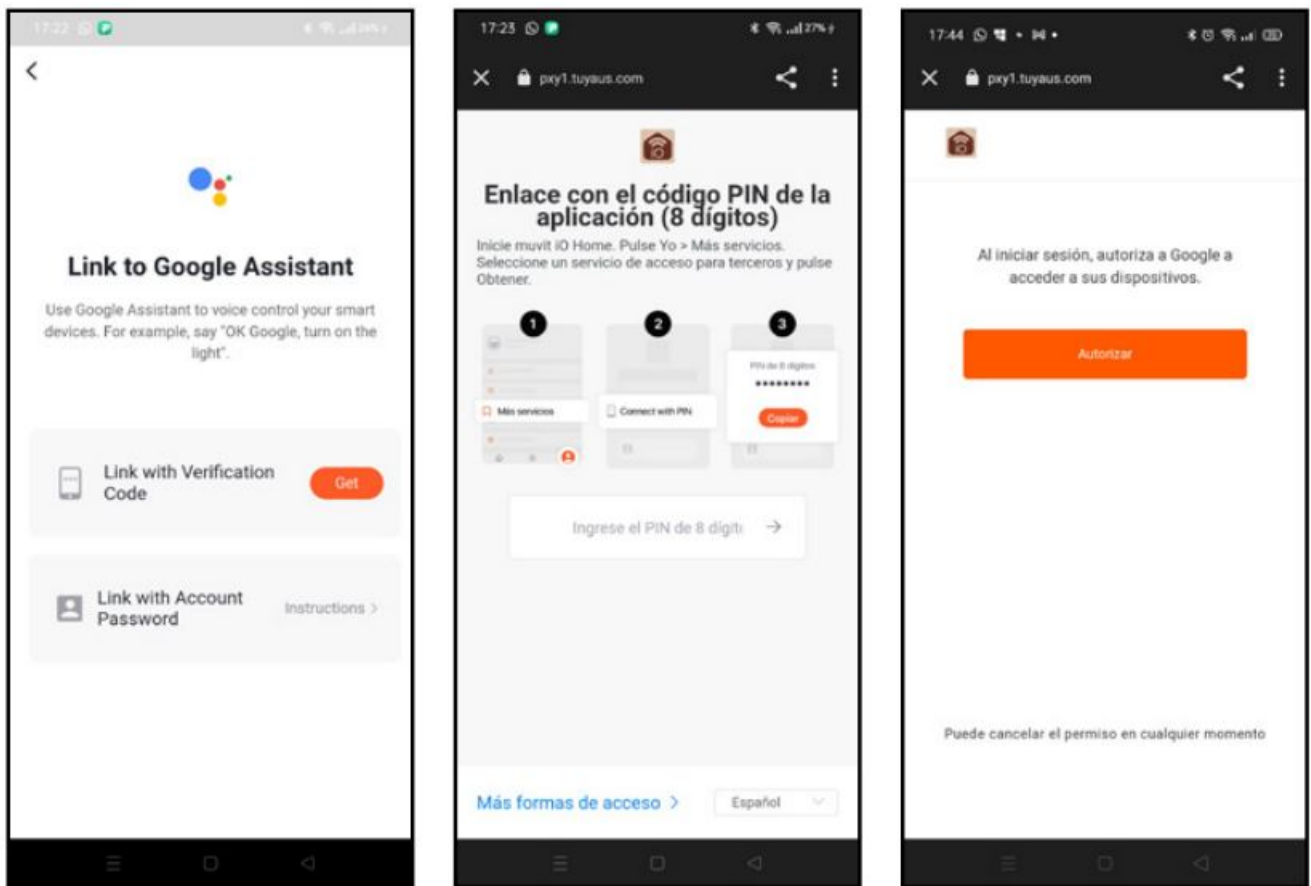 17:22
Link to Google Assistant
Use Google Assistant to voice control your smart
devices. For example, say "OK Google, turn on the
light".
Link with Verification
Code
Get
Link with Account
Password
Instructions >
17:23
27%
pxy1.tuyaus.com
Enlace con el código PIN de la
aplicación (8 dígitos)
Inicie muvit iO Home. Pulse Yo > Más servicios.
Seleccione un servicio de acceso para terceros y pulse
Obtener.
1
2
3
Más servicios
Connect with PIN
PIN de 8 dígitos
********
Copiar
Ingrese el PIN de 8 dígit
Más formas de acceso >
Español
17:44
pxy1.tuyaus.com
iO
Al iniciar sesión, autoriza a Google a
acceder a sus dispositivos.
Autorizar
Puede cancelar el permiso en cualquier momento